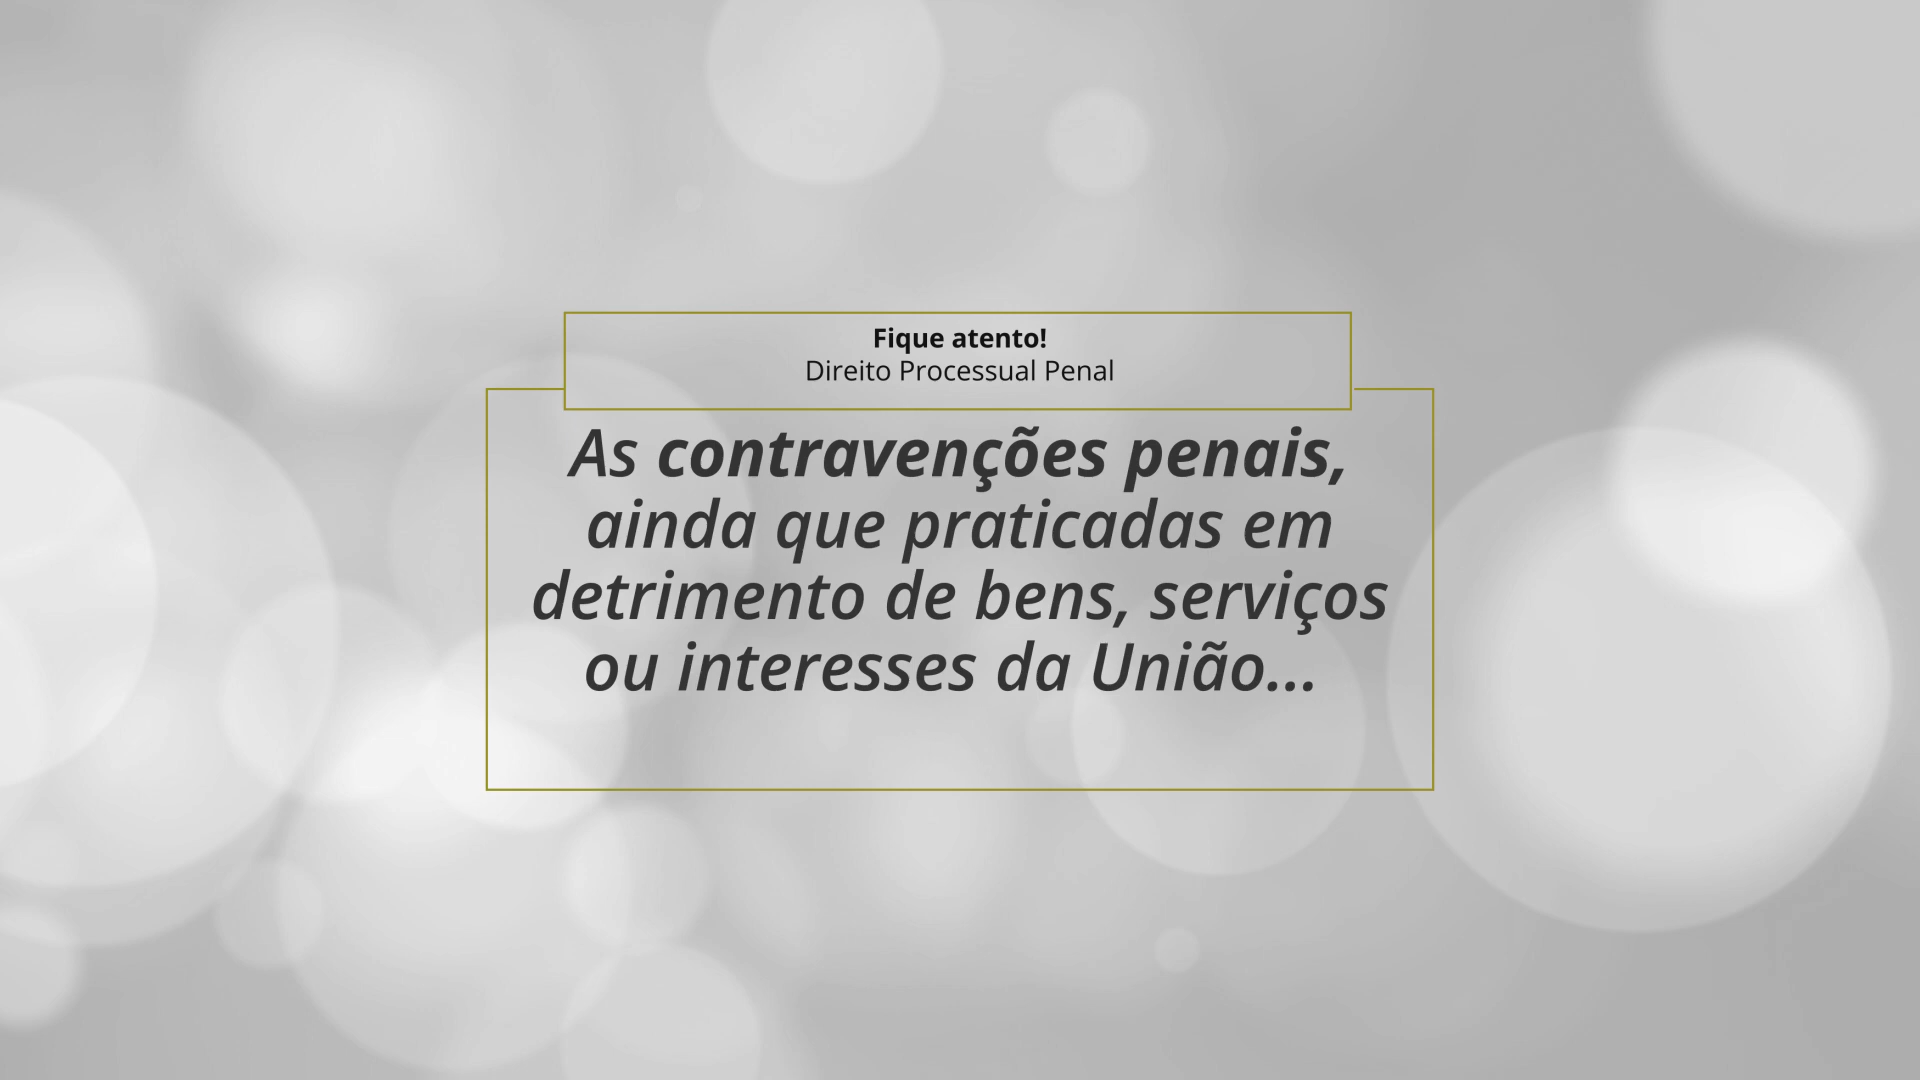 Fique atento!
Direito Processual Penal
As contravenções penais,
ainda que praticadas em
detrimento de bens, serviços
ou interesses da União...